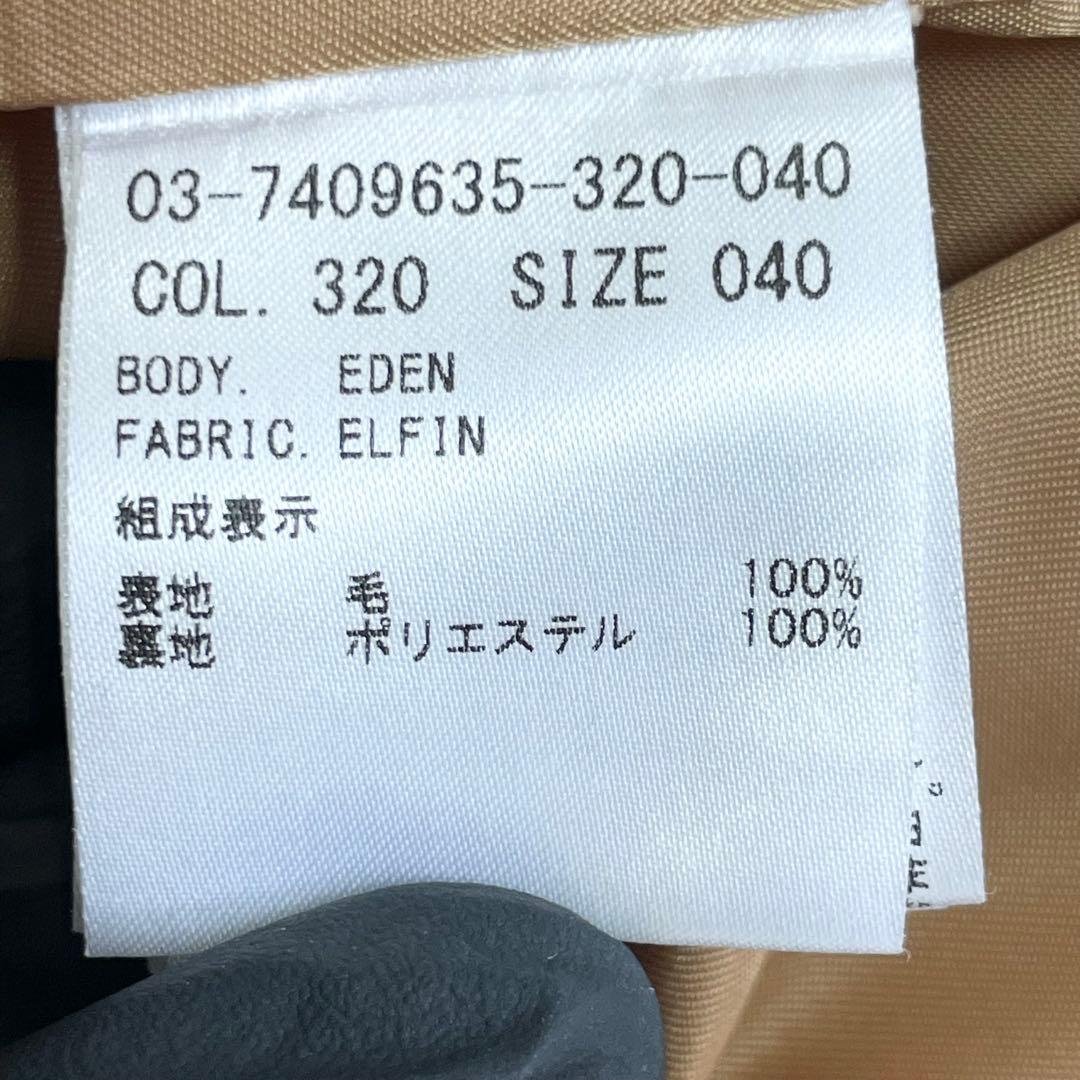 03-7409635-320-040
COL. 320 SIZE 040
BODY. EDEN
FABRIC. ELFIN
組成表示
表地 毛 100%
裏地 ポリエステル 100%